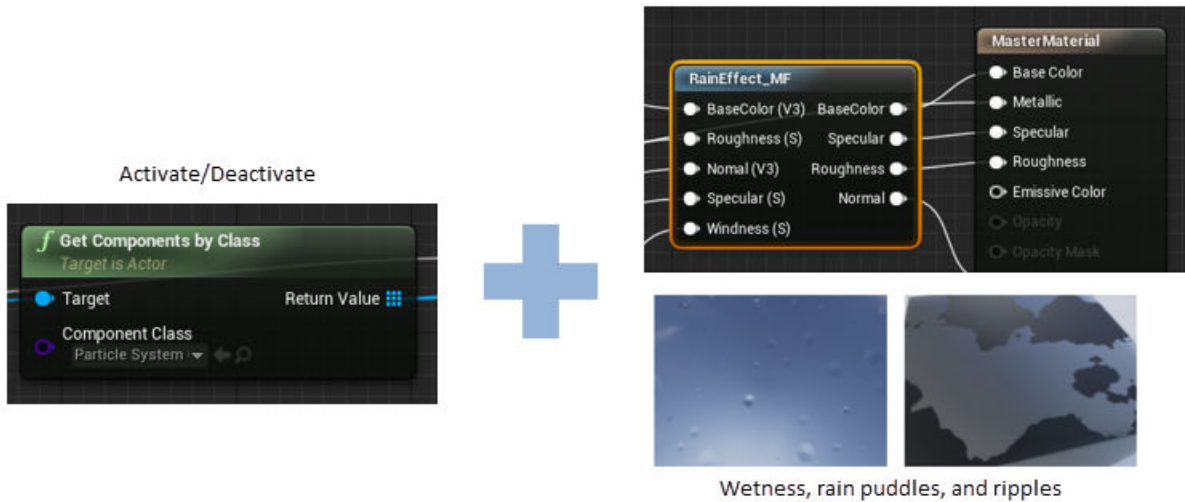 Activate/Deactivate
Get Components by Class
Target is Actor
Target Return Value
Component Class
Particle System
RainEffect_MF
BaseColor (V3) BaseColor
Roughness (S) Specular
Nomal (V3) Roughness
Specular (S) Normal
Windness (S)
MasterMaterial
Base Color
Metallic
Specular
Roughness
Emissive Color
Opacity
Opacity Mask
Wetness, rain puddles, and ripples